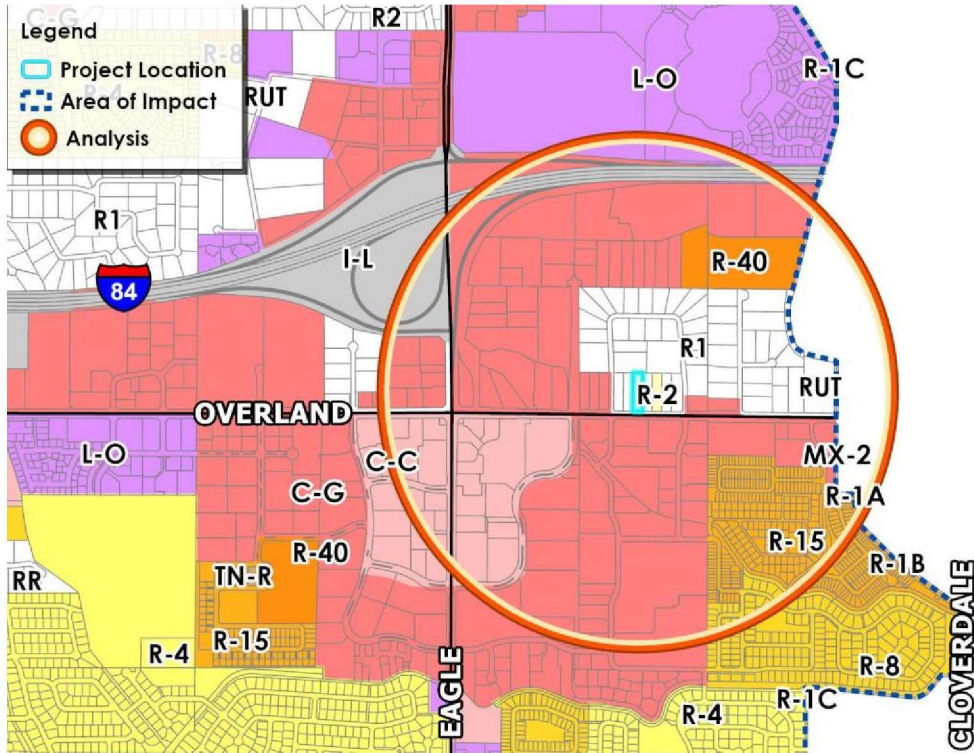 C-G
R2
Legend
R-8
Project Location
L-O
R-1C
R-4
RUT
Area of Impact
Analysis
R1
I-L
R-40
84
R1
R-2
RUT
OVERLAND
L-O
C-C
MX-2
C-G
R-1A
R-40
R-15
RR
TN-R
R-1B
R-15
R-4
R-8
EAGLE
R-1C
R-4
CLOVERDALE